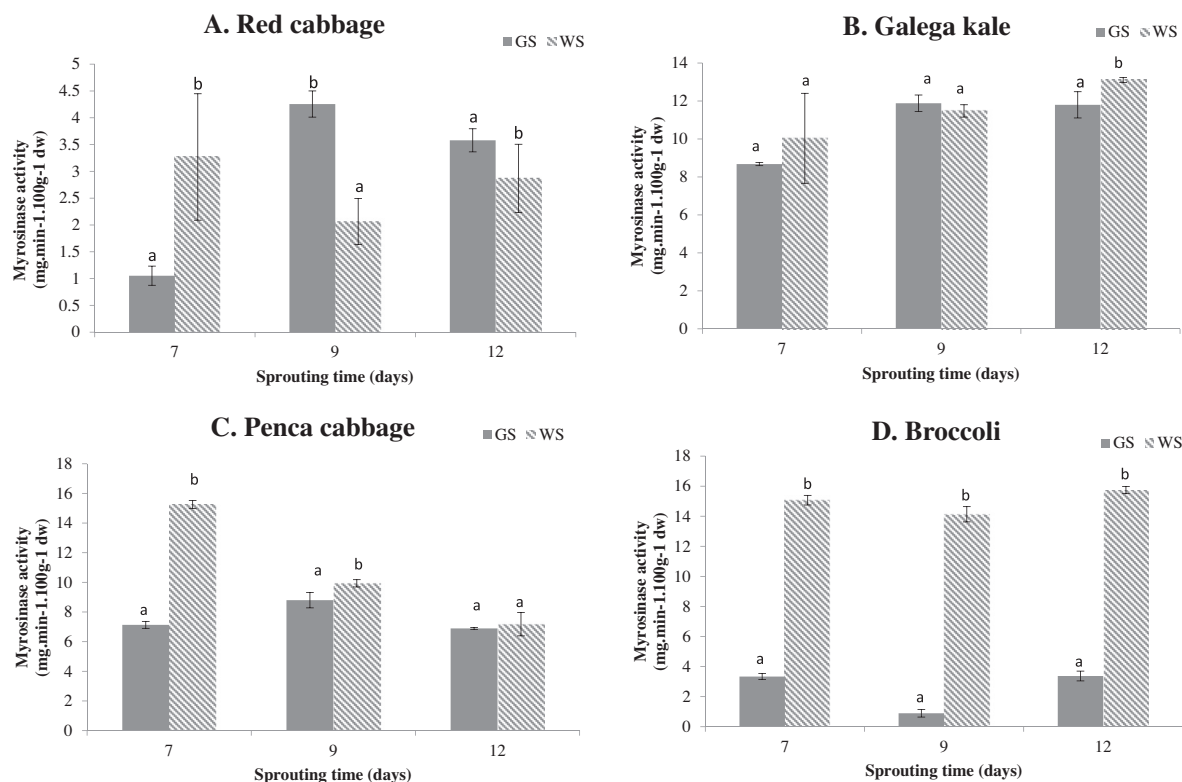 A. Red cabbage
GS WS
Myrosinase activity
(mg.min-1.100g-1 dw)
5
4.5
4
3.5
3
2.5
2
1.5
1
0.5
0
a b b a a b
7 9 12
Sprouting time (days)
B. Galega kale
GS WS
Myrosinase activity
(mg.min-1.100g-1 dw)
14
12
10
8
6
4
2
0
a a a a a b
7 9 12
Sprouting time (days)
C. Penca cabbage
GS WS
Myrosinase activity
(mg.min-1.100g-1 dw)
18
16
14
12
10
8
6
4
2
0
a b a b a a
7 9 12
Sprouting time (days)
D. Broccoli
GS WS
Myrosinase activity
(mg.min-1.100g-1 dw)
18
16
14
12
10
8
6
4
2
0
a b a b a b
7 9 12
Sprouting time (days)